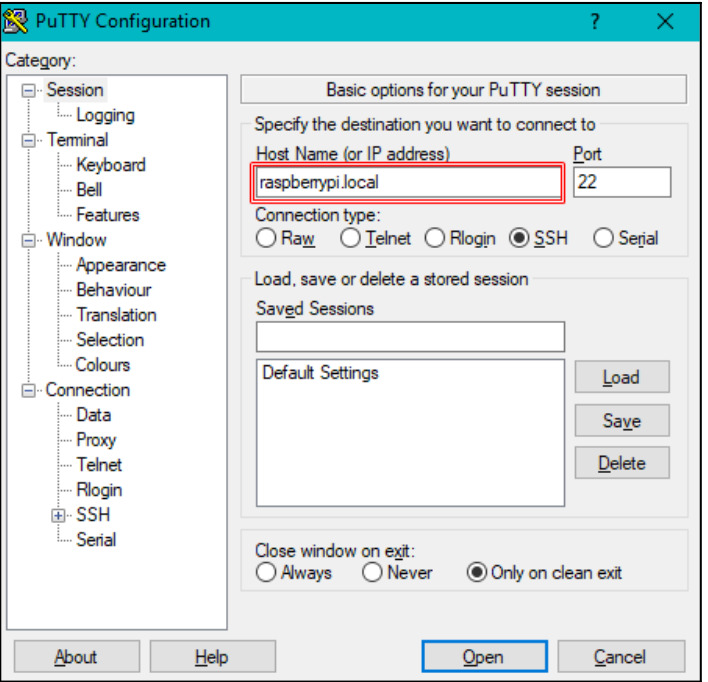 PuTTY Configuration ?
Category:
Session
Logging
Terminal
Keyboard
Bell
Features
Window
Appearance
Behaviour
Translation
Selection
Colours
Connection
Data
Proxy
Telnet
Rlogin
SSH
Serial
Basic options for your PuTTY session
Specify the destination you want to connect to
Host Name (or IP address) Port
raspberrypi.local 22
Connection type:
Raw Telnet Rlogin SSH Serial
Load, save or delete a stored session
Saved Sessions
Default Settings
Load
Save
Delete
Close window on exit:
Always Never Only on clean exit
About Help Open Cancel